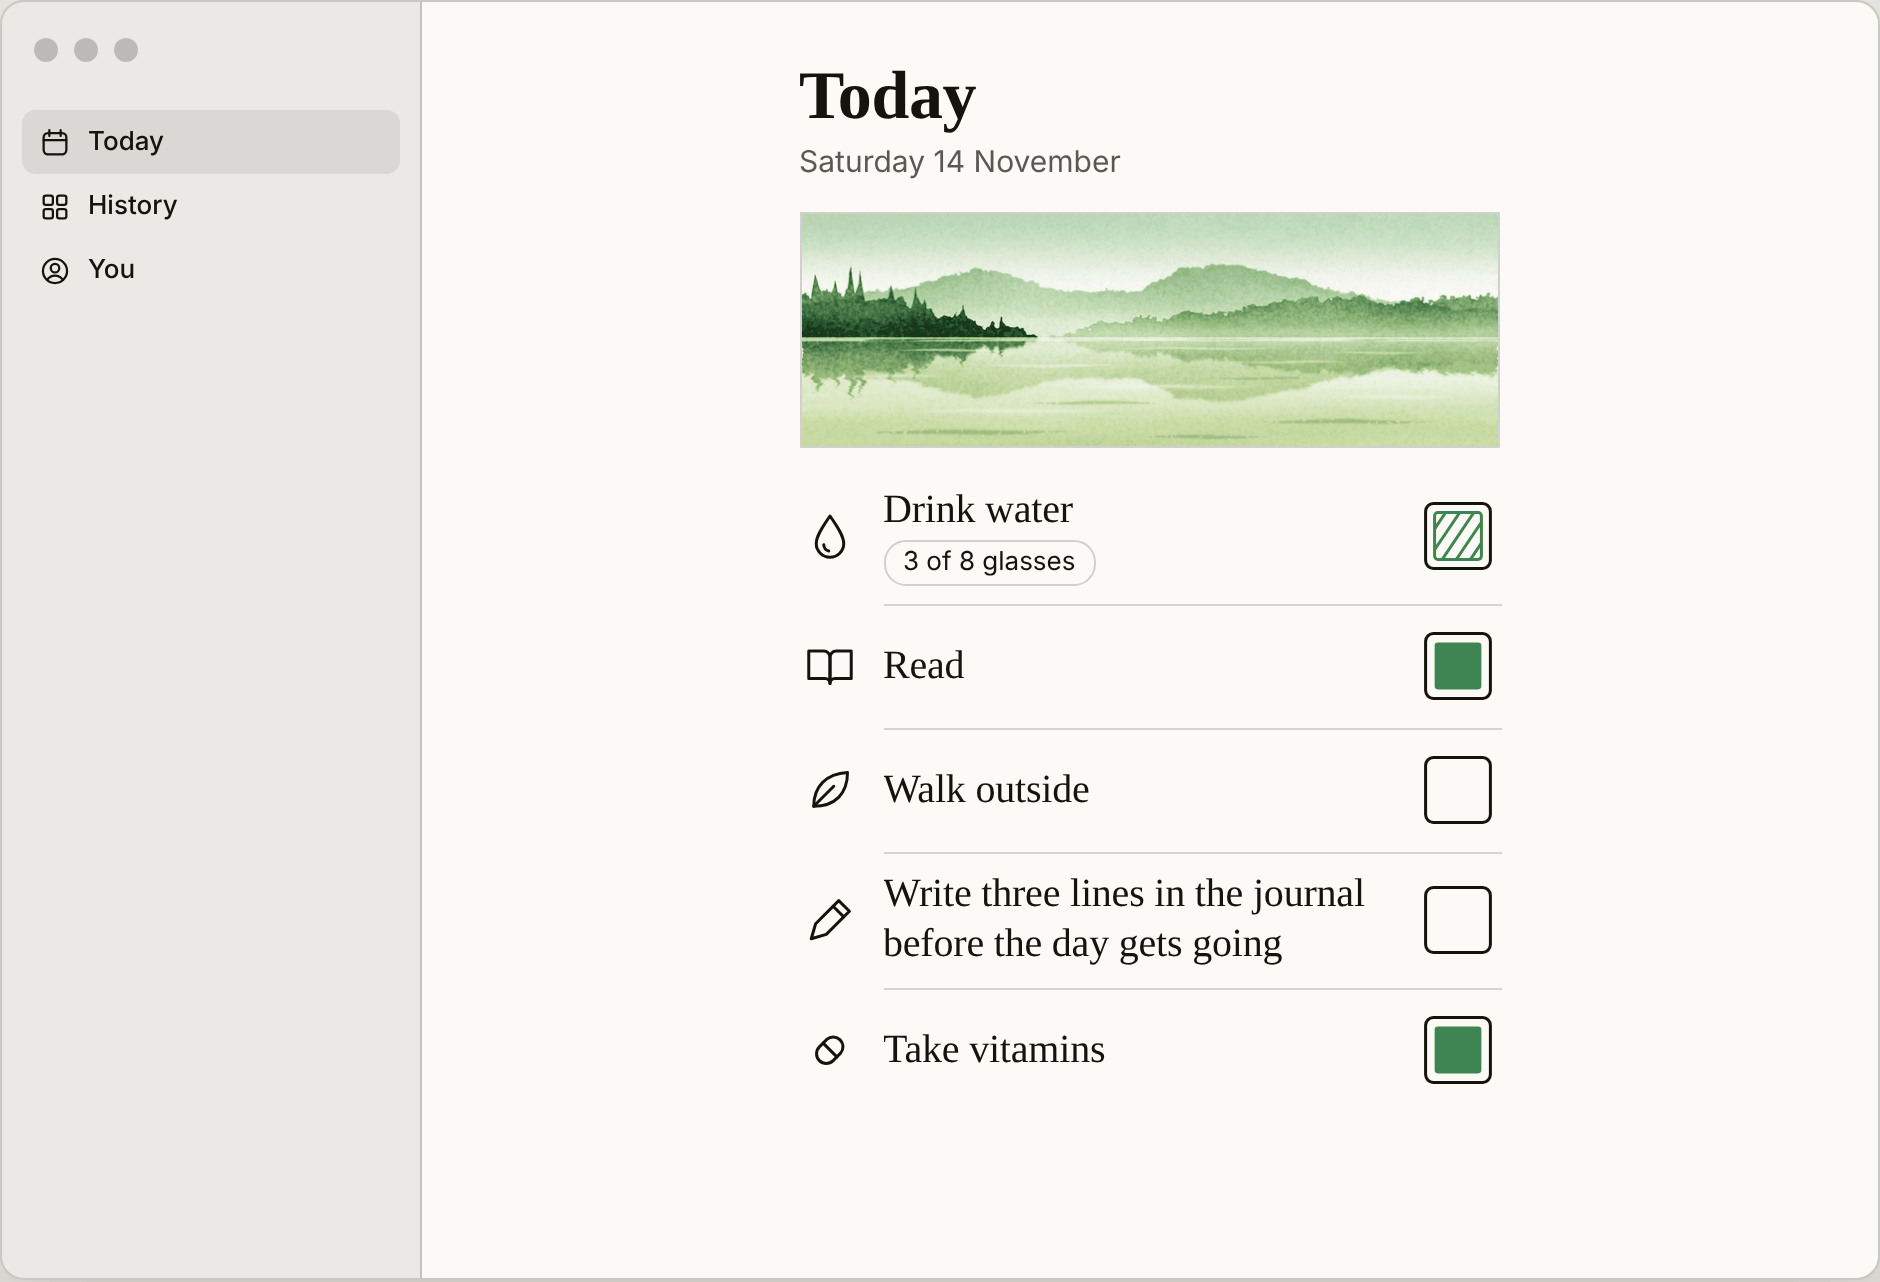 Today
History
You
Today
Saturday 14 November
Drink water
3 of 8 glasses
Read
Walk outside
Write three lines in the journal
before the day gets going
Take vitamins